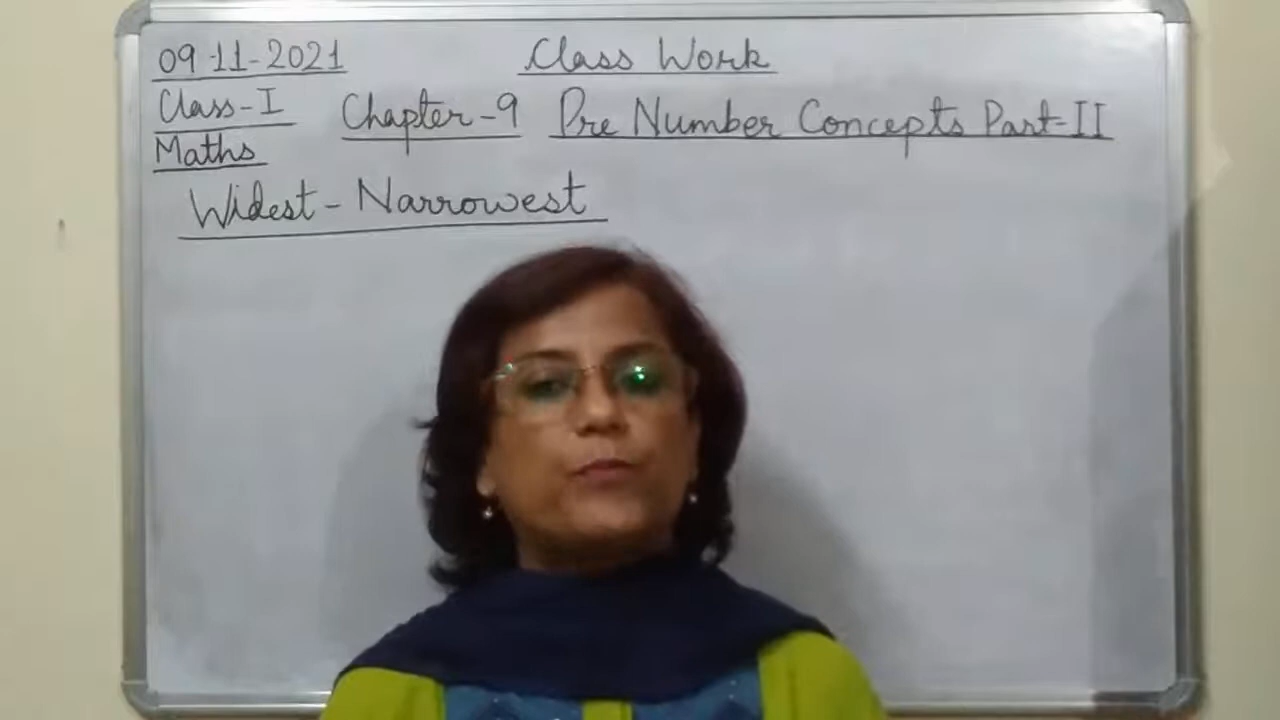 09-11-2021 Class Work
Class-I Chapter-9 Pre Number Concepts Part-II
Maths
Widest - Narrowest